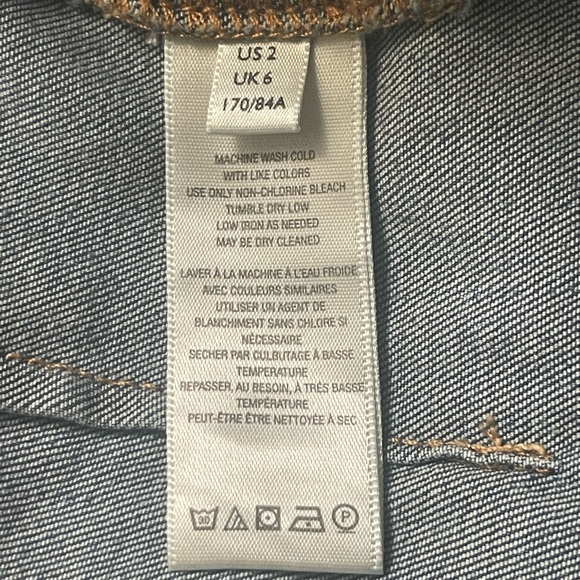 US 2
UK 6
170/84A
MACHINE WASH COLD
WITH LIKE COLORS
USE ONLY NON-CHLORINE BLEACH
TUMBLE DRY LOW
LOW IRON AS NEEDED
MAY BE DRY CLEANED
LAVER À LA MACHINE À L'EAU FROIDE
AVEC COULEURS SIMILAIRES
UTILISER UN AGENT DE
BLANCHIMENT SANS CHLORE SI
NÉCESSAIRE
SECHER PAR CULBUTAGE À BASSE
TEMPERATURE
REPASSER, AU BESOIN, À TRÈS BASSE
TEMPÉRATURE
PEUT-ÊTRE ÊTRE NETTOYÉE À SEC
30 P